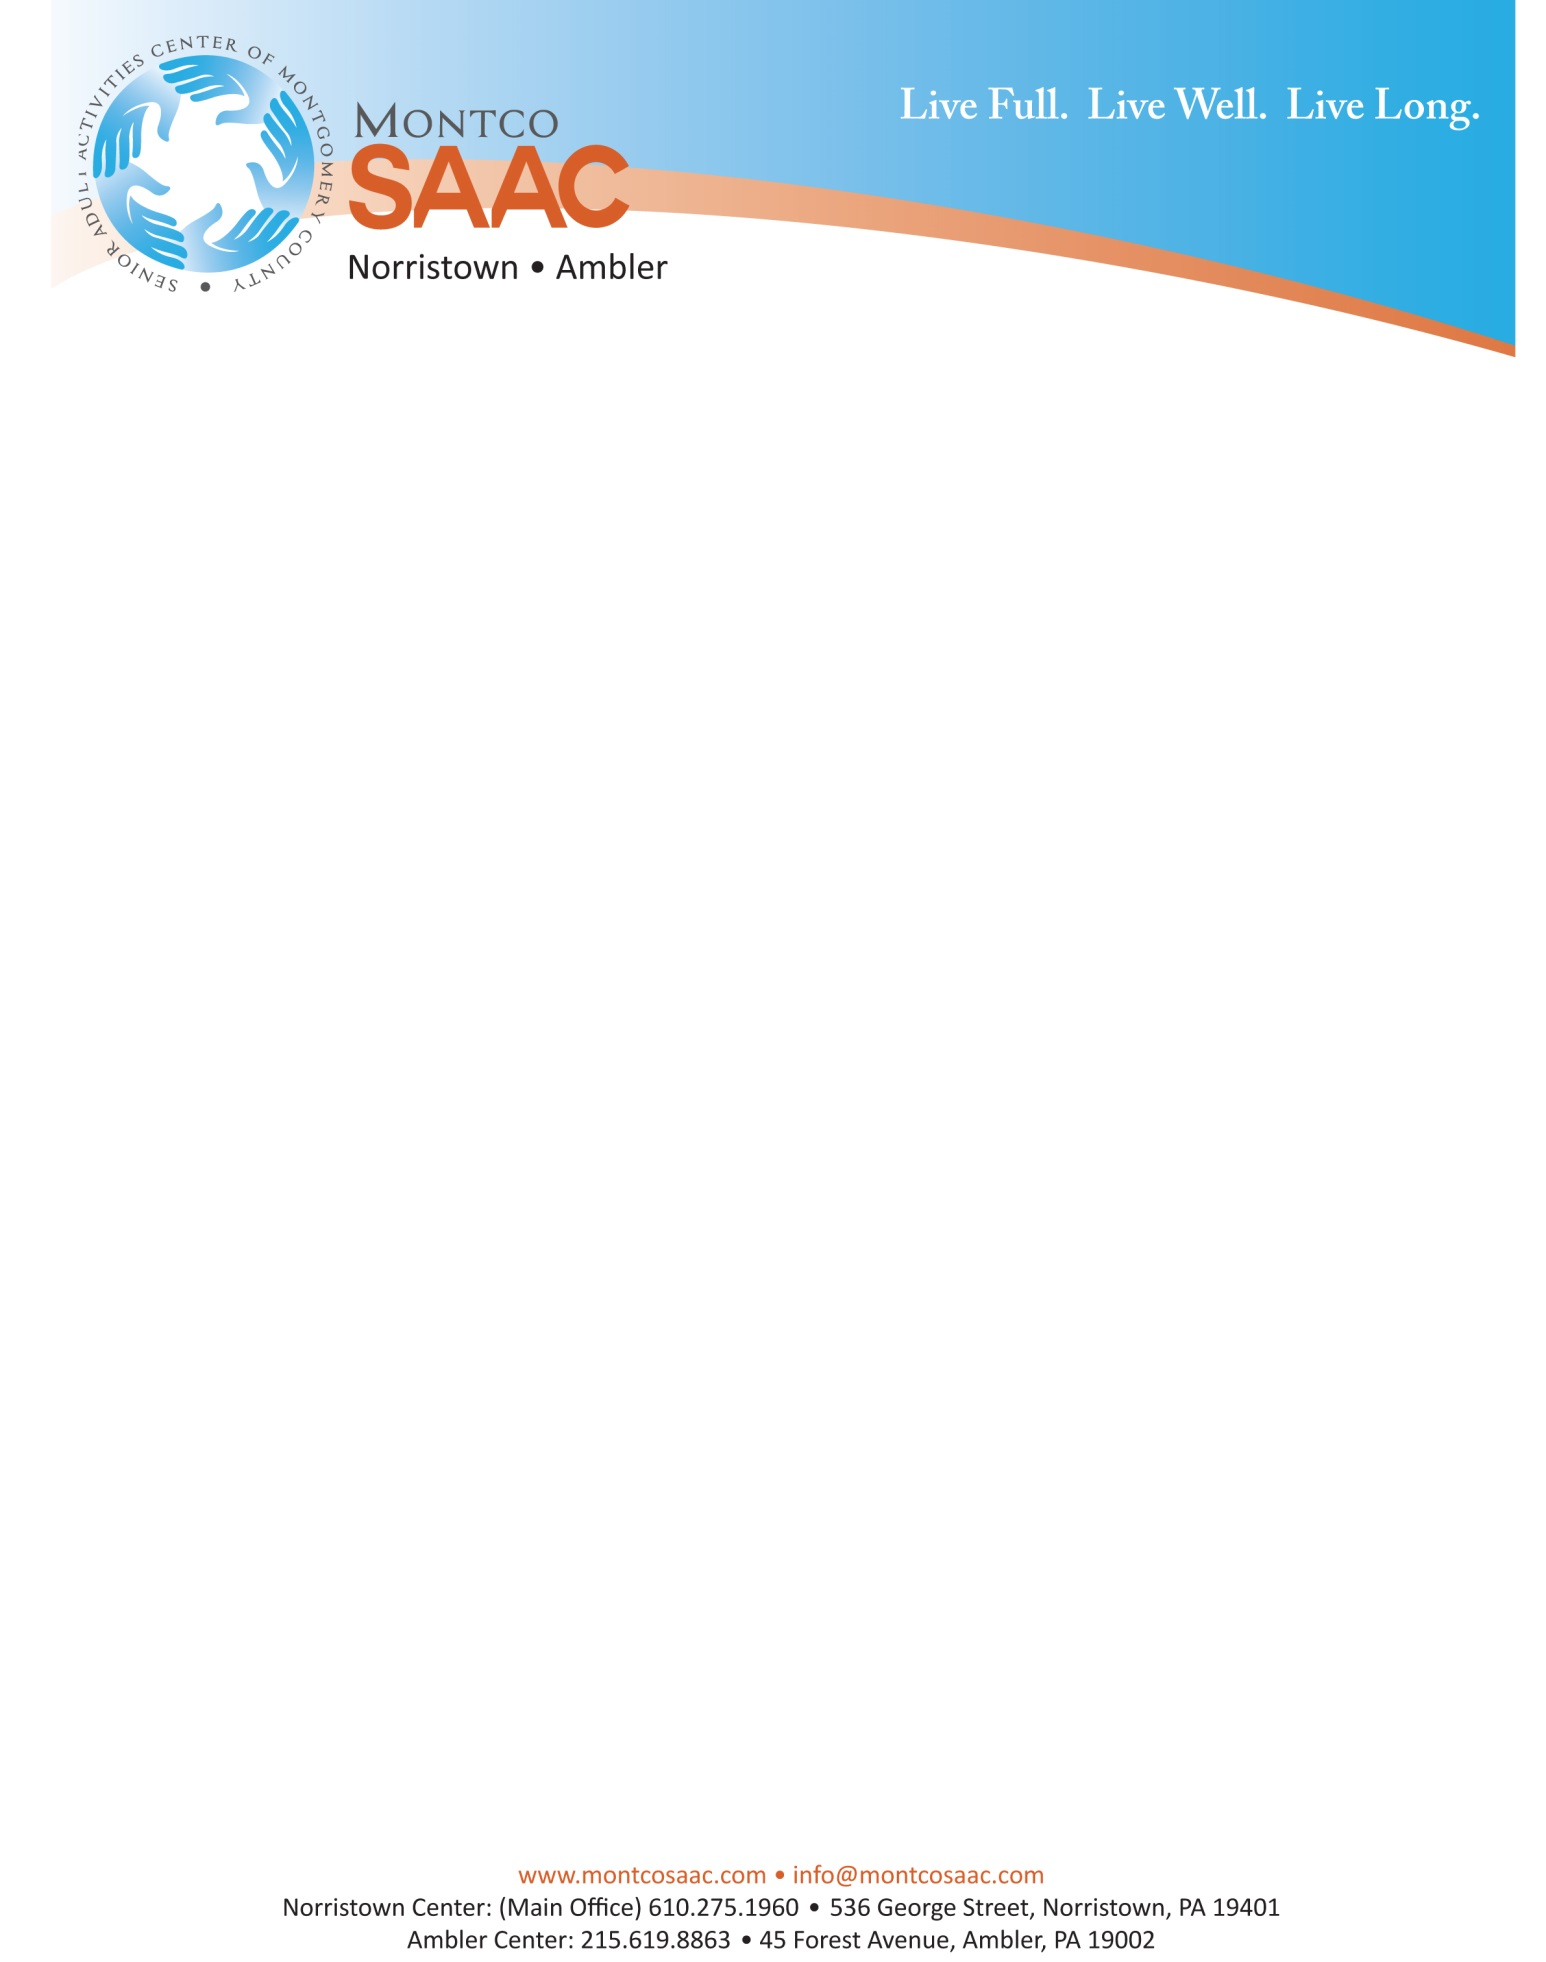 SENIOR ADULT ACTIVITIES CENTER OF MONTGOMERY COUNTY •
MONTCO
SAAC
Norristown • Ambler
Live Full.  Live Well.  Live Long.
www.montcosaac.com • info@montcosaac.com
Norristown Center: (Main Office) 610.275.1960 • 536 George Street, Norristown, PA 19401
Ambler Center: 215.619.8863 • 45 Forest Avenue, Ambler, PA 19002